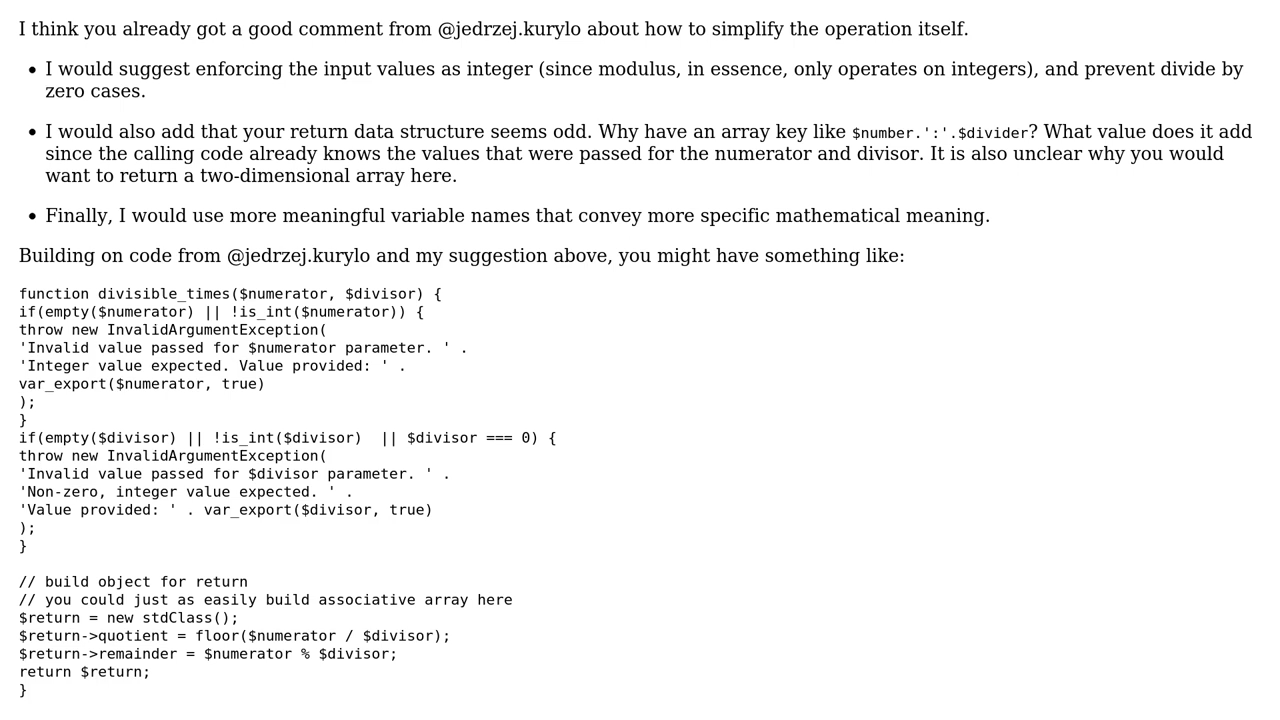 I think you already got a good comment from @jedrzej.kurylo about how to simplify the operation itself.
• I would suggest enforcing the input values as integer (since modulus, in essence, only operates on integers), and prevent divide by
zero cases.
• I would also add that your return data structure seems odd. Why have an array key like $number.':'.$divider? What value does it add
since the calling code already knows the values that were passed for the numerator and divisor. It is also unclear why you would
want to return a two-dimensional array here.
• Finally, I would use more meaningful variable names that convey more specific mathematical meaning.
Building on code from @jedrzej.kurylo and my suggestion above, you might have something like:
function divisible_times($numerator, $divisor) {
if(empty($numerator) || !is_int($numerator)) {
throw new InvalidArgumentException(
'Invalid value passed for $numerator parameter. ' .
'Integer value expected. Value provided: ' .
var_export($numerator, true)
);
}
if(empty($divisor) || !is_int($divisor)  || $divisor === 0) {
throw new InvalidArgumentException(
'Invalid value passed for $divisor parameter. ' .
'Non-zero, integer value expected. ' .
'Value provided: ' . var_export($divisor, true)
);
}
// build object for return
// you could just as easily build associative array here
$return = new stdClass();
$return->quotient = floor($numerator / $divisor);
$return->remainder = $numerator % $divisor;
return $return;
}